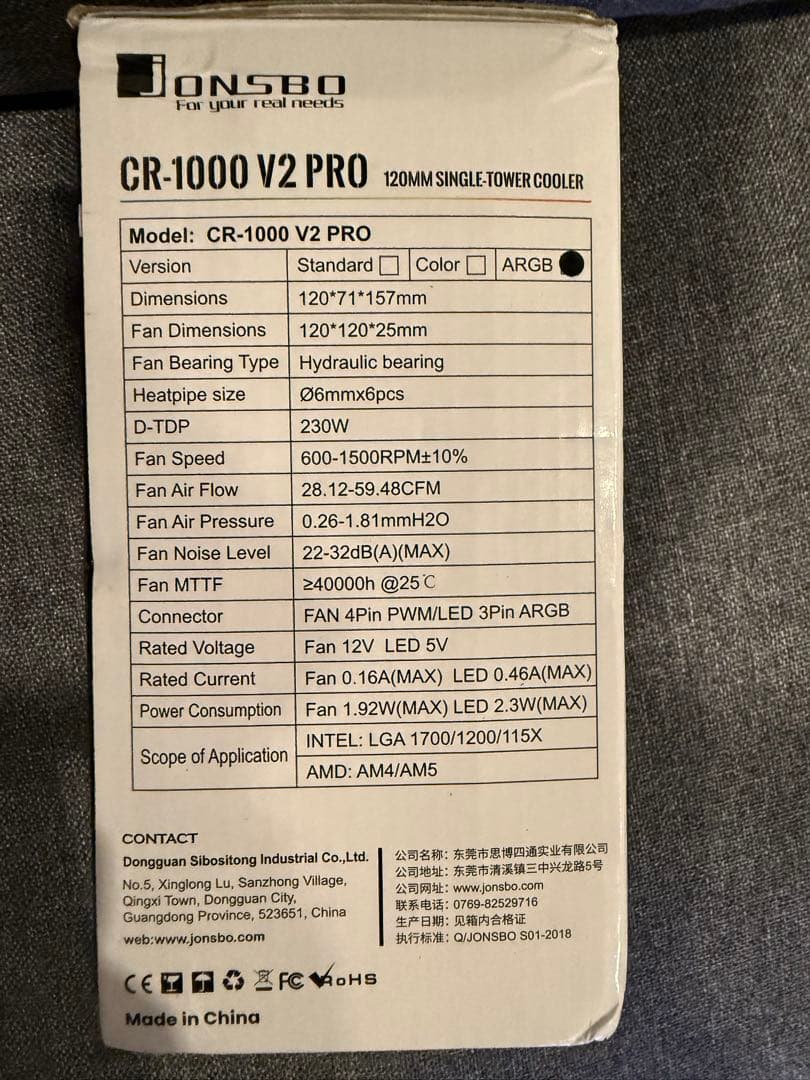 JONSBO
For your real needs
CR-1000 V2 PRO 120MM SINGLE-TOWER COOLER
Model: CR-1000 V2 PRO
Version Standard Color ARGB
Dimensions 120*71*157mm
Fan Dimensions 120*120*25mm
Fan Bearing Type Hydraulic bearing
Heatpipe size Ø6mmx6pcs
D-TDP 230W
Fan Speed 600-1500RPM±10%
Fan Air Flow 28.12-59.48CFM
Fan Air Pressure 0.26-1.81mmH2O
Fan Noise Level 22-32dB(A)(MAX)
Fan MTTF ≥40000h @25℃
Connector FAN 4Pin PWM/LED 3Pin ARGB
Rated Voltage Fan 12V LED 5V
Rated Current Fan 0.16A(MAX) LED 0.46A(MAX)
Power Consumption Fan 1.92W(MAX) LED 2.3W(MAX)
Scope of Application INTEL: LGA 1700/1200/115X
AMD: AM4/AM5
CONTACT
Dongguan Sibositong Industrial Co.,Ltd.
No.5, Xinglong Lu, Sanzhong Village,
Qingxi Town, Dongguan City,
Guangdong Province, 523651, China
web:www.jonsbo.com
公司名称：东莞市思博四通实业有限公司
公司地址：东莞市清溪镇三中兴龙路5号
公司网址：www.jonsbo.com
联系电话：0769-82529716
生产日期：见箱内合格证
执行标准：Q/JONSBO S01-2018
CE FC RoHS
Made in China